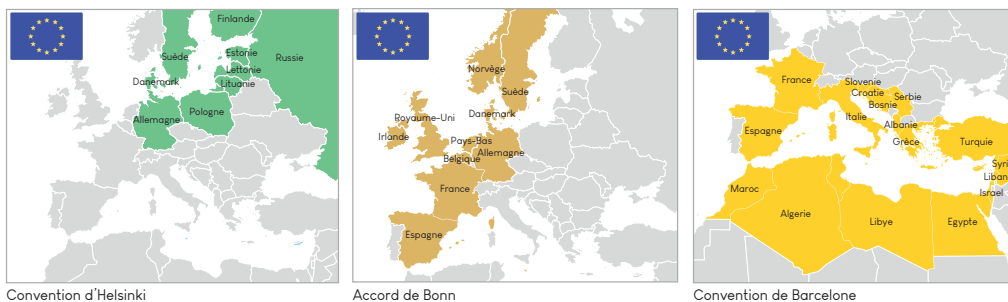 Finlande
Suède
Estonie
Russie
Lettonie
Danemark
Lituanie
Pologne
Allemagne
Convention d'Helsinki
Norvège
Suède
Danemark
Royaume-Uni
Irlande
Pays-Bas
Allemagne
Belgique
France
Espagne
Accord de Bonn
France
Slovenie
Croatie
Serbie
Bosnie
Italie
Albanie
Espagne
Grèce
Turquie
Syri
Liban
Israel
Maroc
Algerie
Libye
Egypte
Convention de Barcelone